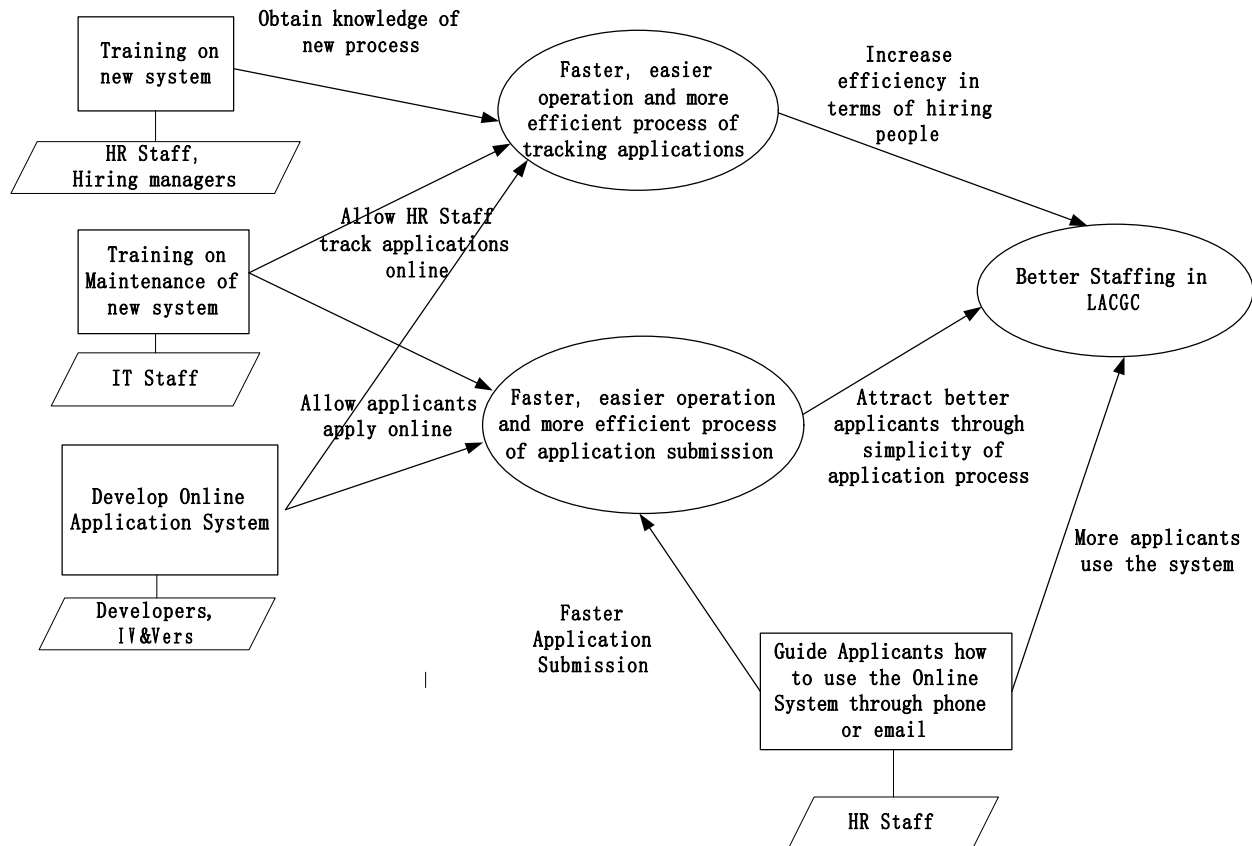 Obtain knowledge of
new process
Training on
new system
HR Staff,
Hiring managers
Faster, easier
operation and more
efficient process of
tracking applications
Increase
efficiency in
terms of hiring
people
Allow HR Staff
track applications
online
Training on
Maintenance of
new system
IT Staff
Better Staffing in
LACGC
Allow applicants
apply online
Faster, easier operation
and more efficient process
of application submission
Attract better
applicants through
simplicity of
application process
Develop Online
Application System
Developers,
IV&Vers
More applicants
use the system
Faster
Application
Submission
Guide Applicants how
to use the Online
System through phone
or email
HR Staff